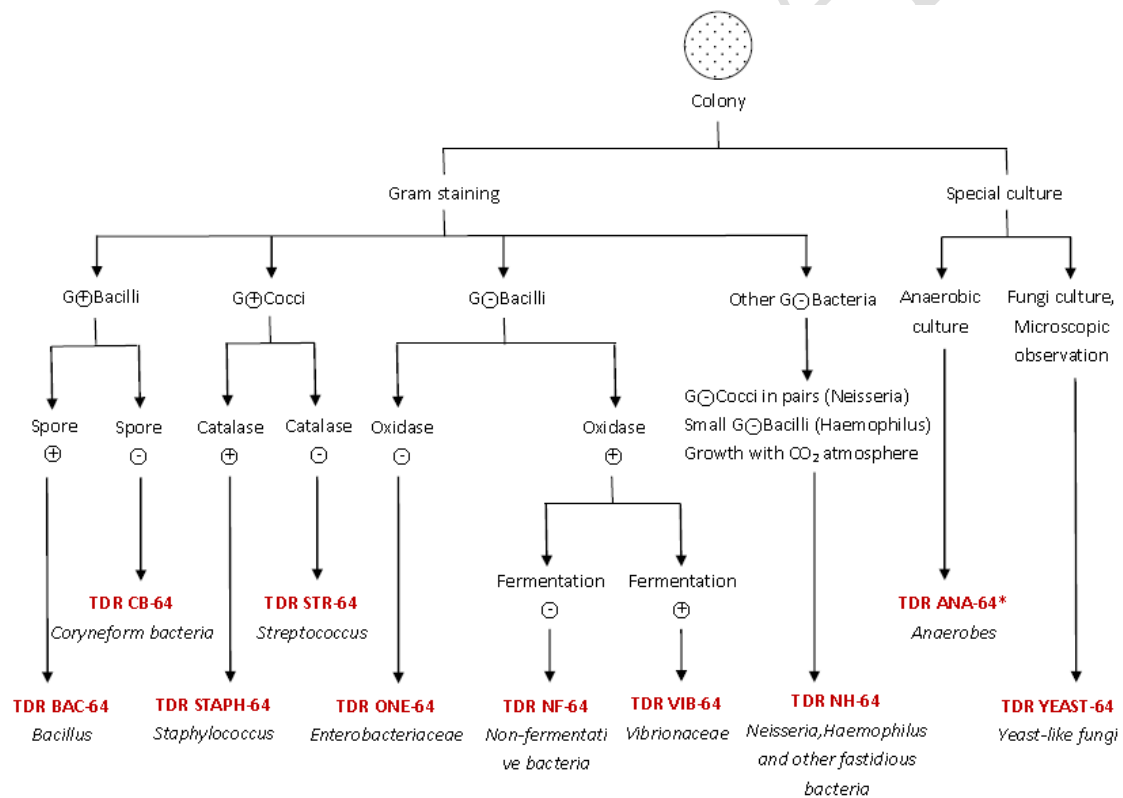 Colony
Gram staining
Special culture
G⊕Bacilli
G⊕Cocci
G⊖Bacilli
Other G⊖Bacteria
Anaerobic
culture
Fungi culture,
Microscopic
observation
Spore
⊕
Spore
⊖
Catalase
⊕
Catalase
⊖
Oxidase
⊖
Oxidase
⊕
G⊖Cocci in pairs (Neisseria)
Small G⊖Bacilli (Haemophilus)
Growth with CO₂ atmosphere
Fermentation
⊖
Fermentation
⊕
TDR CB-64
Coryneform bacteria
TDR STR-64
Streptococcus
TDR ANA-64*
Anaerobes
TDR BAC-64
Bacillus
TDR STAPH-64
Staphylococcus
TDR ONE-64
Enterobacteriaceae
TDR NF-64
Non-fermentati
ve bacteria
TDR VIB-64
Vibrionaceae
TDR NH-64
Neisseria,Haemophilus
and other fastidious
bacteria
TDR YEAST-64
Yeast-like fungi